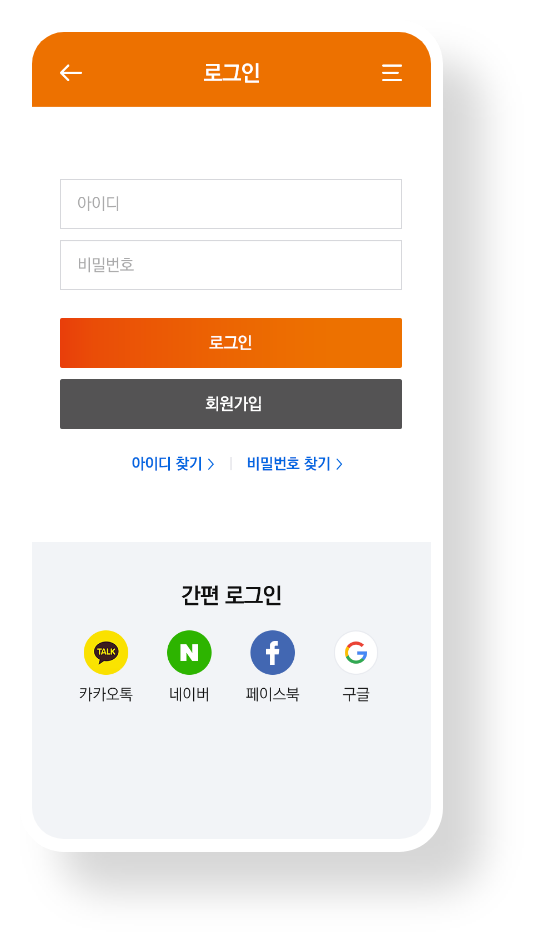 로그인
아이디
비밀번호
로그인
회원가입
아이디 찾기 > | 비밀번호 찾기 >
간편 로그인
TALK N f G
카카오톡 네이버 페이스북 구글